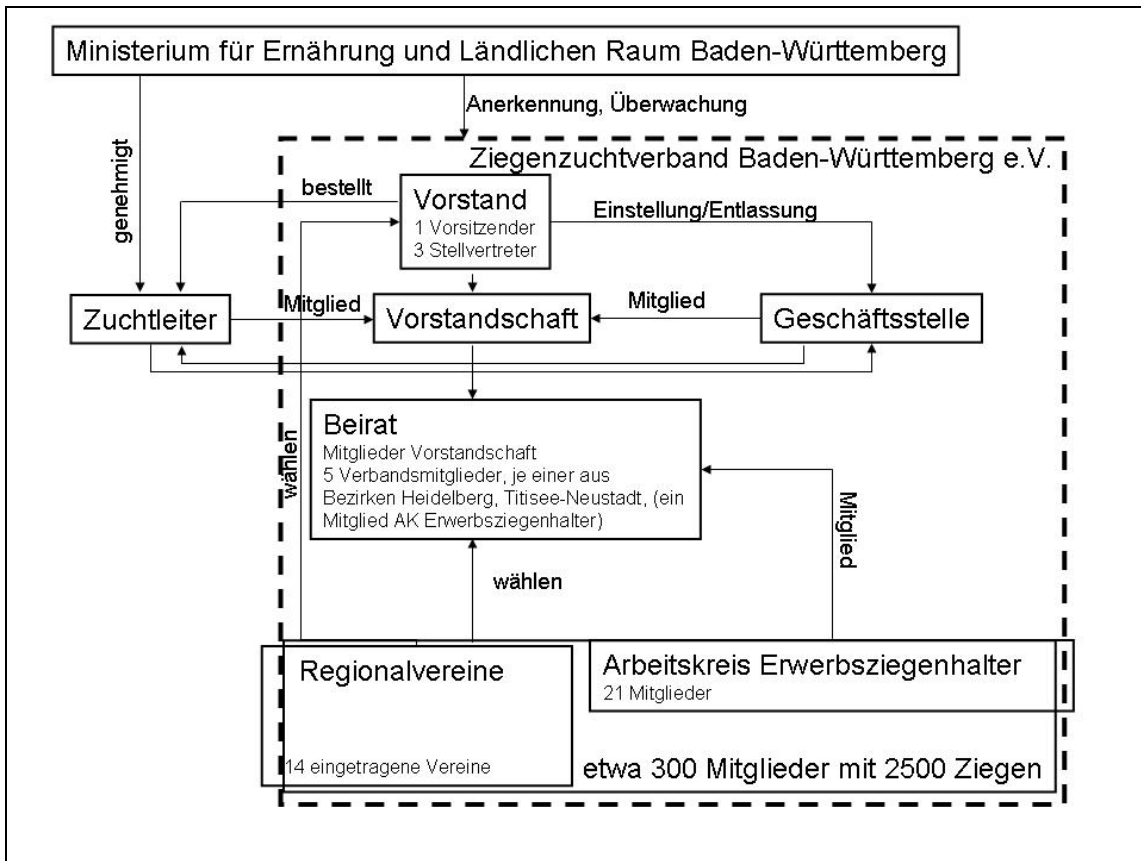 Ministerium für Ernährung und Ländlichen Raum Baden-Württemberg
Anerkennung, Überwachung
genehmigt
Ziegenzuchtverband Baden-Württemberg e.V.
bestellt
Vorstand
1 Vorsitzender
3 Stellvertreter
Einstellung/Entlassung
Zuchtleiter
Mitglied
Vorstandschaft
Mitglied
Geschäftsstelle
wählen
Beirat
Mitglieder Vorstandschaft
5 Verbandsmitglieder, je einer aus
Bezirken Heidelberg, Titisee-Neustadt, (ein
Mitglied AK Erwerbsziegenhalter)
Mitglied
wählen
Regionalvereine
14 eingetragene Vereine
Arbeitskreis Erwerbsziegenhalter
21 Mitglieder
etwa 300 Mitglieder mit 2500 Ziegen